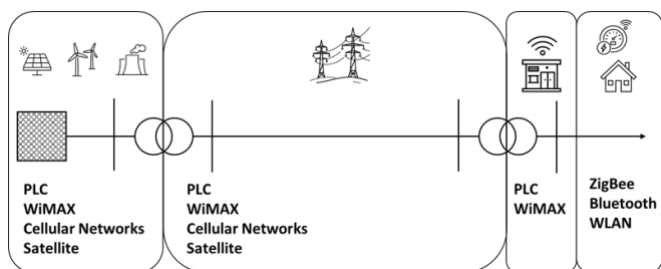 PLC
WiMAX
Cellular Networks
Satellite
PLC
WiMAX
Cellular Networks
Satellite
PLC
WiMAX
ZigBee
Bluetooth
WLAN